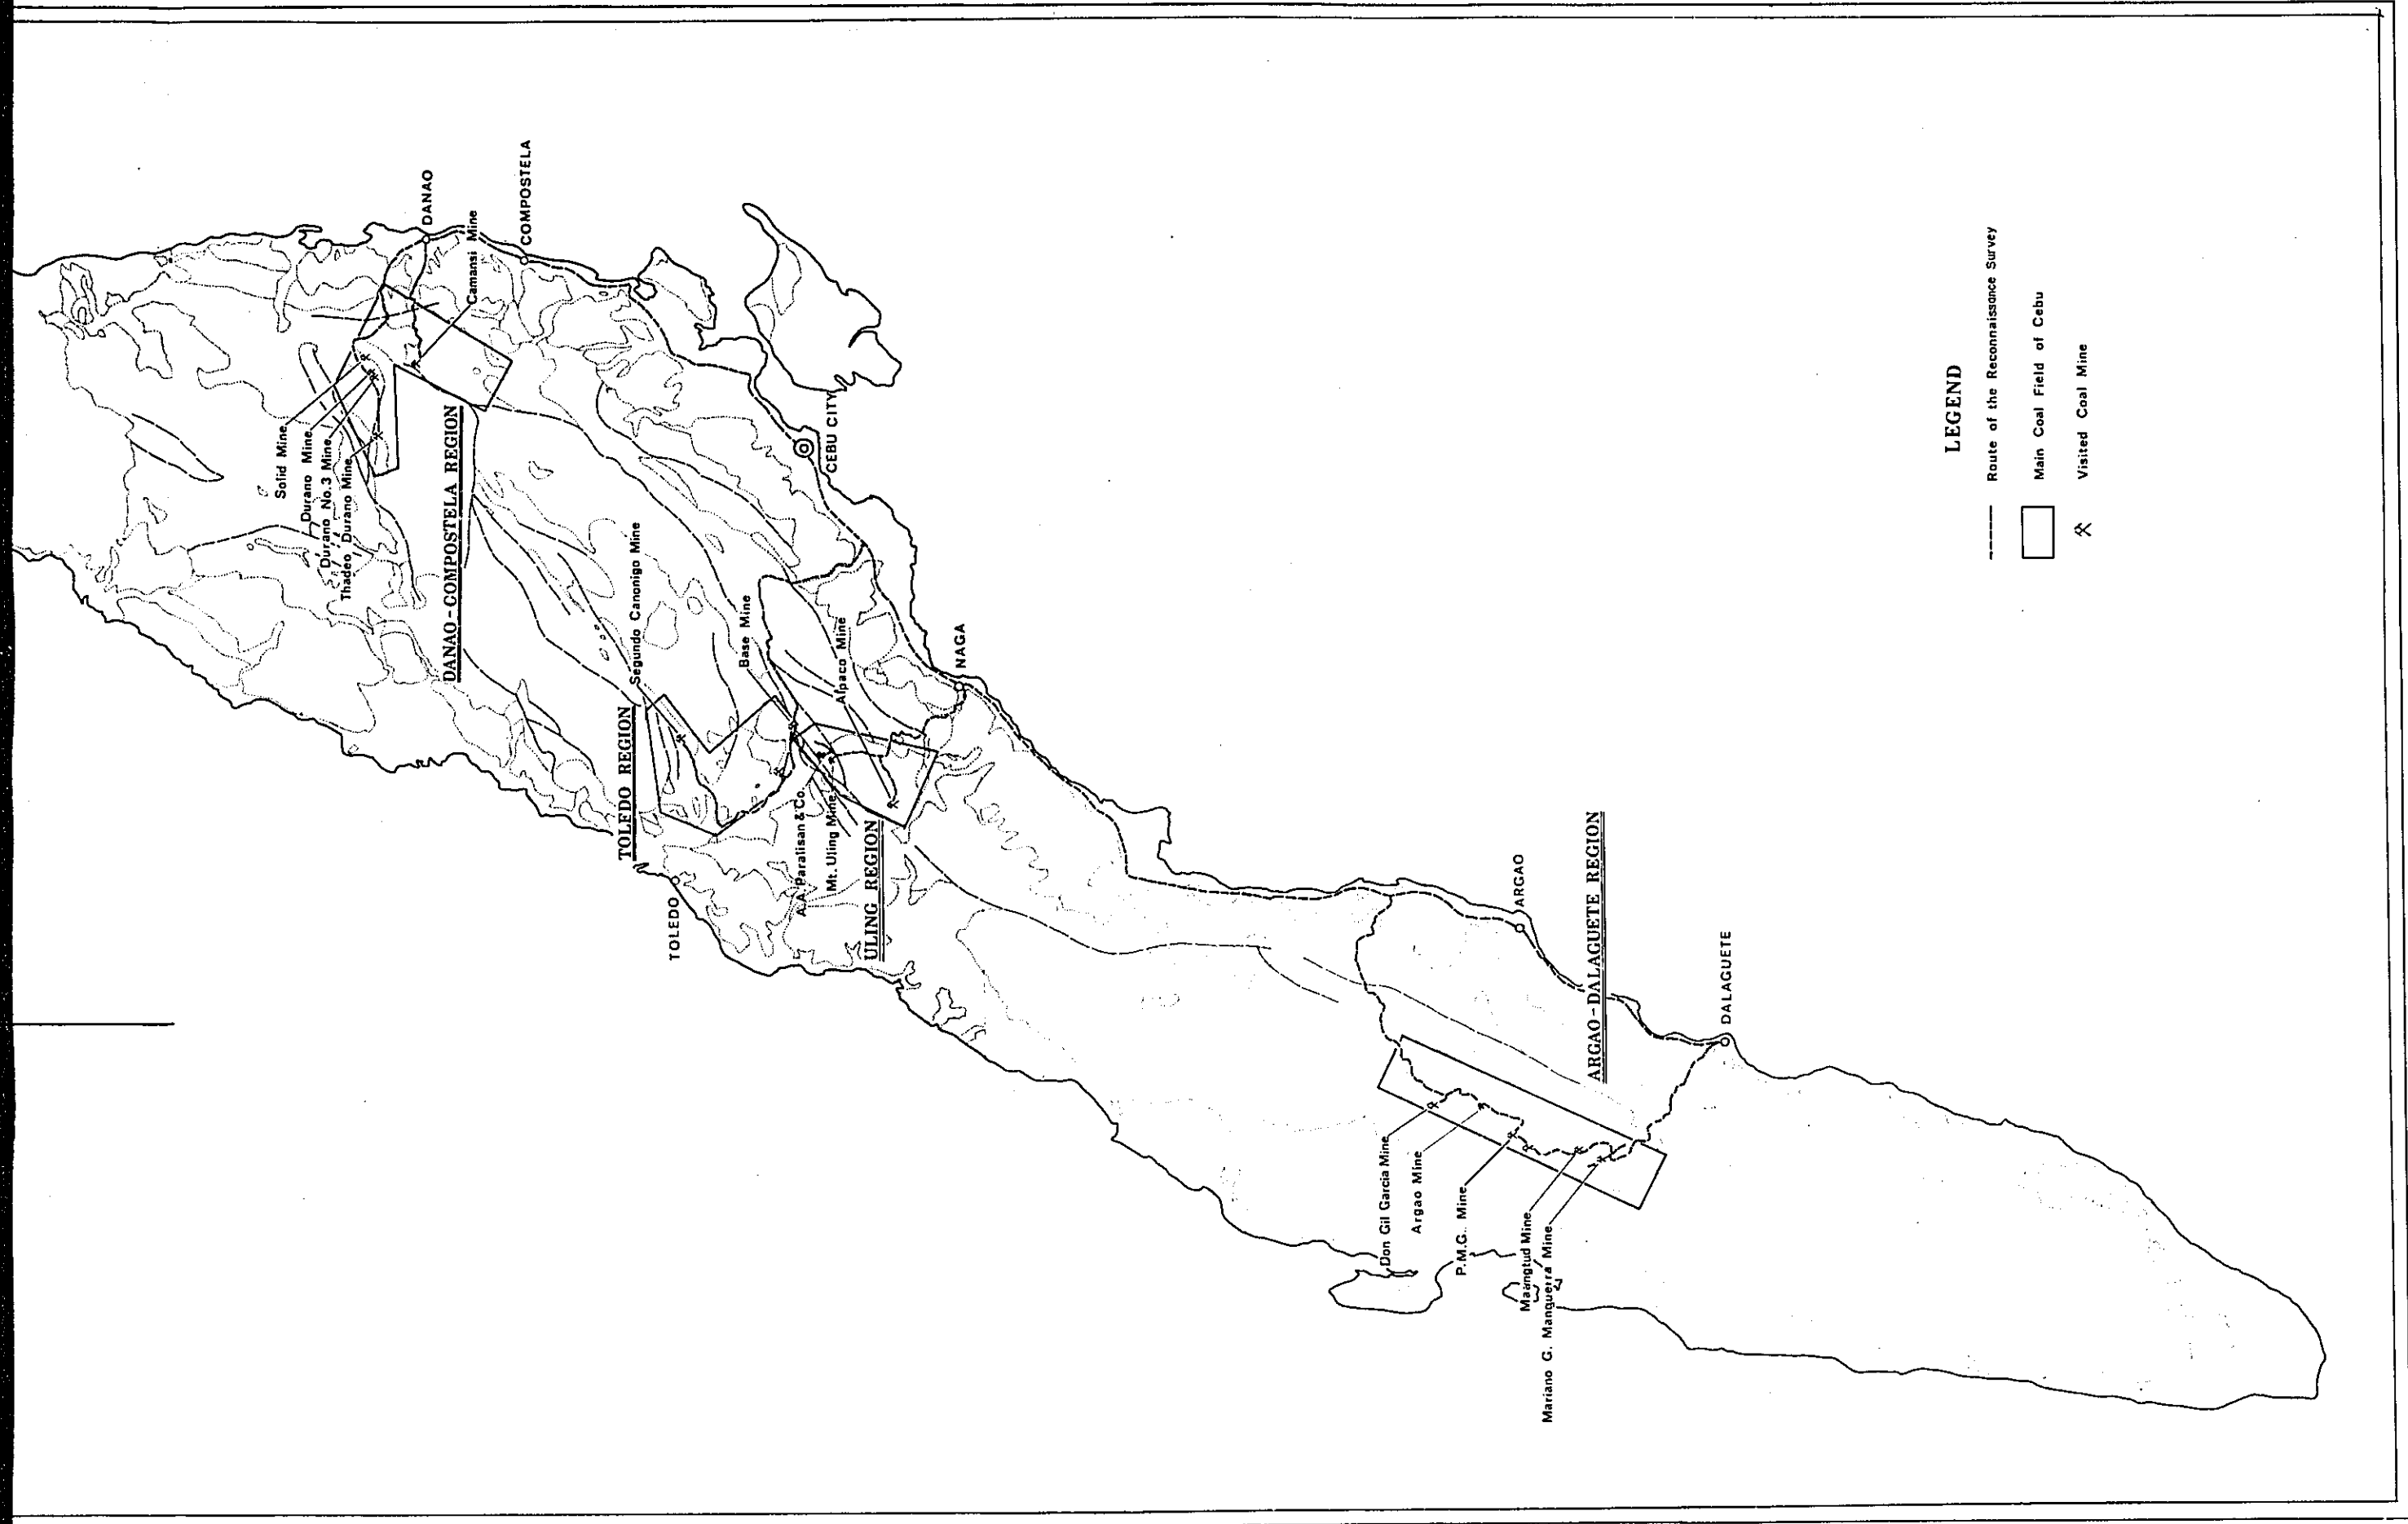 DANAO
COMPOSTELA
Camansi Mine
Solid Mine
Durano Mine
Durano No.3 Mine
Thadeo Durano Mine
DANAO-COMPOSTELA REGION
CEBU CITY
Segundo Canonigo Mine
Base Mine
Alpaco Mine
NAGA
TOLEDO REGION
TOLEDO
A.A. Paralisan & Co.
Mt. Uling Mine
ULING REGION
ARGAO
ARGAO-DALAGUETE REGION
DALAGUETE
Don Gil Garcia Mine
Argao Mine
P.M.G. Mine
Maangtud Mine
Mariano G. Manguerra Mine
LEGEND
Route of the Reconnaissance Survey
Main Coal Field of Cebu
Visited Coal Mine